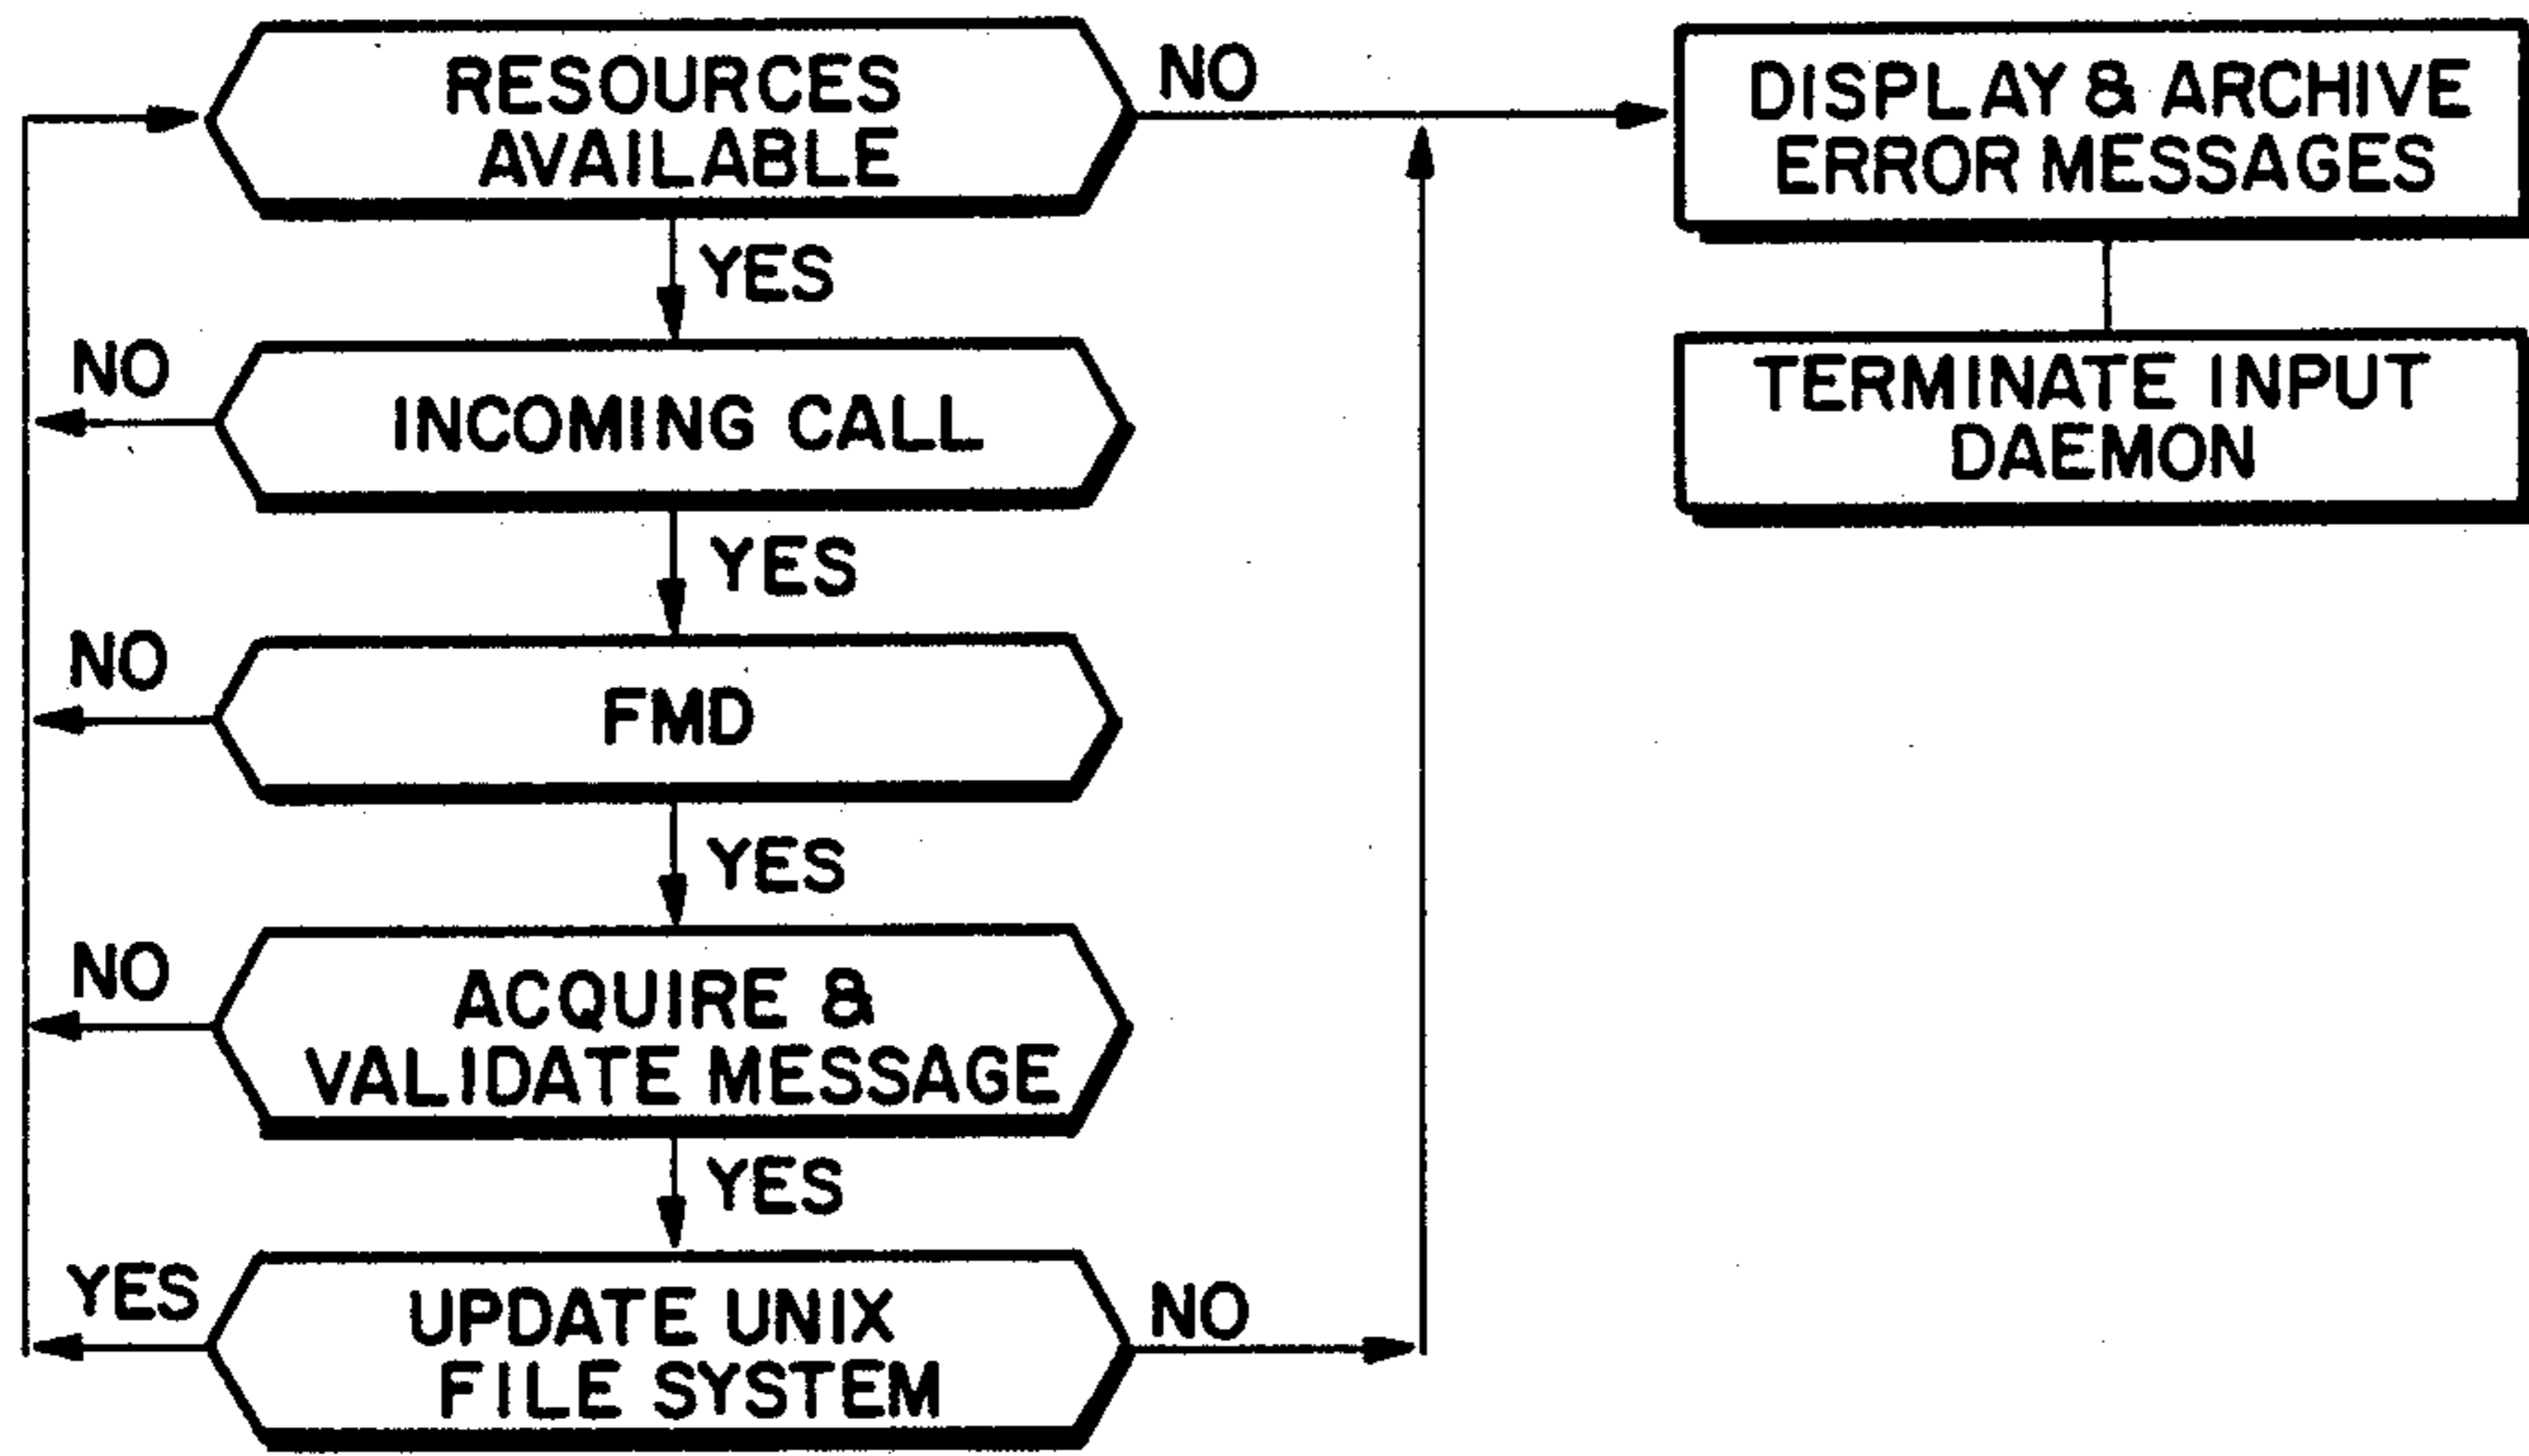 RESOURCES
AVAILABLE
NO
DISPLAY & ARCHIVE
ERROR MESSAGES
YES
NO
INCOMING CALL
TERMINATE INPUT
DAEMON
YES
NO
FMD
YES
NO
ACQUIRE &
VALIDATE MESSAGE
YES
YES
UPDATE UNIX
FILE SYSTEM
NO